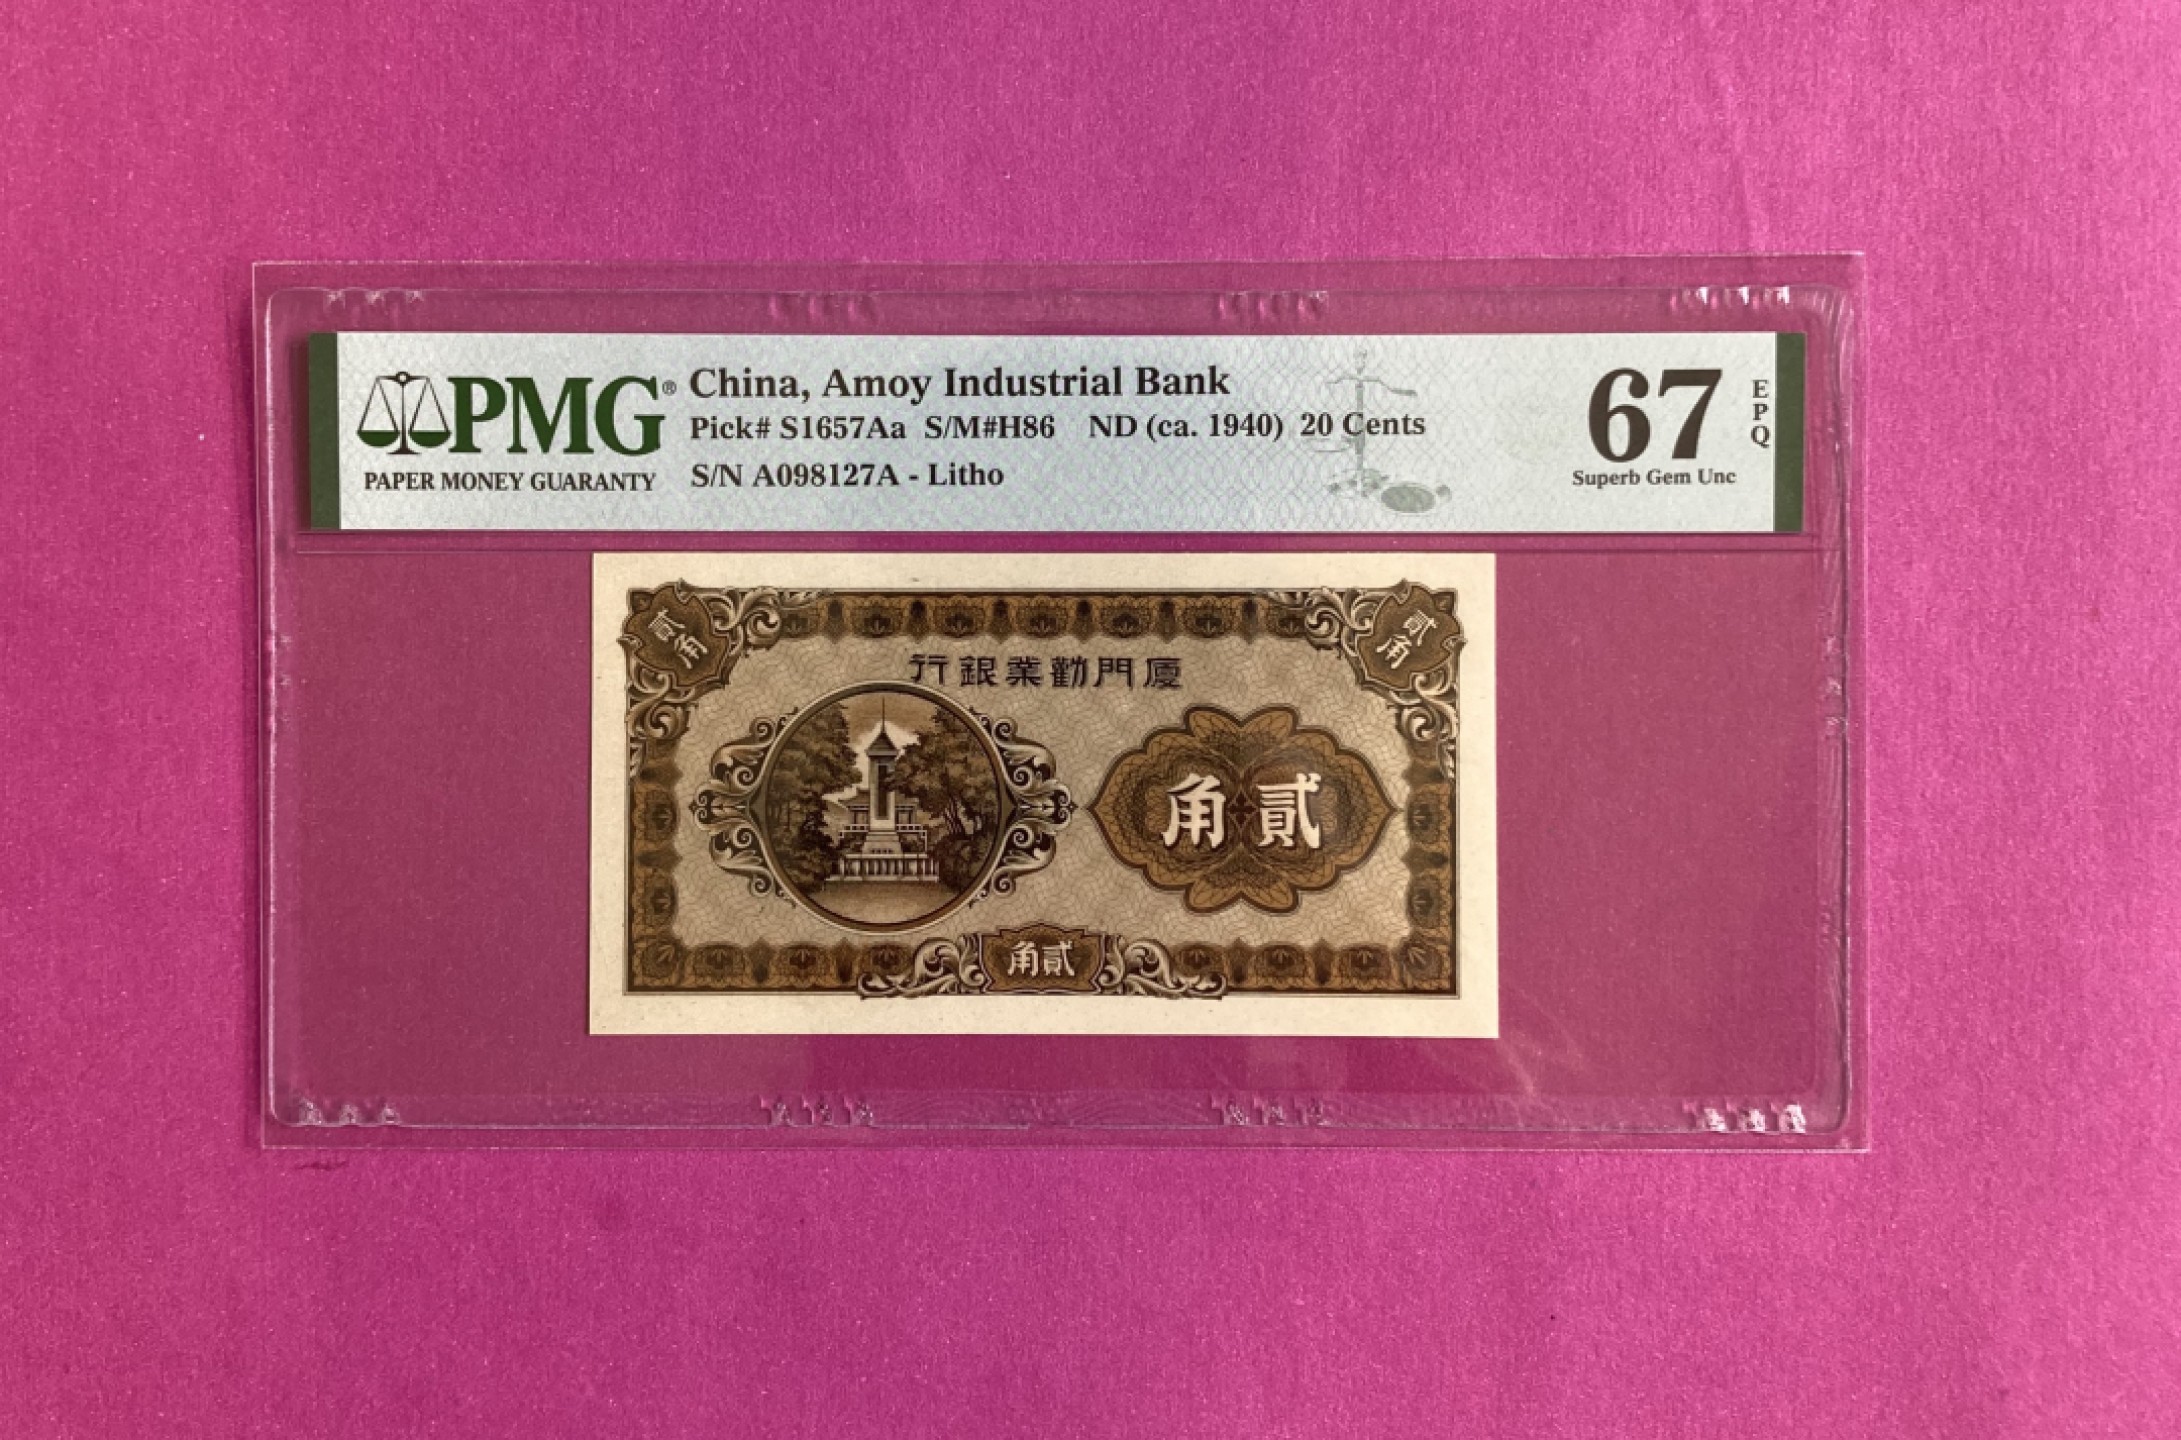 PMG®
PAPER MONEY GUARANTY
China, Amoy Industrial Bank
Pick# S1657Aa S/M#H86 ND (ca. 1940) 20 Cents
S/N A098127A - Litho
67
EPQ
Superb Gem Unc
貳角
貳角
行銀業勸門廈
角貳
角貳